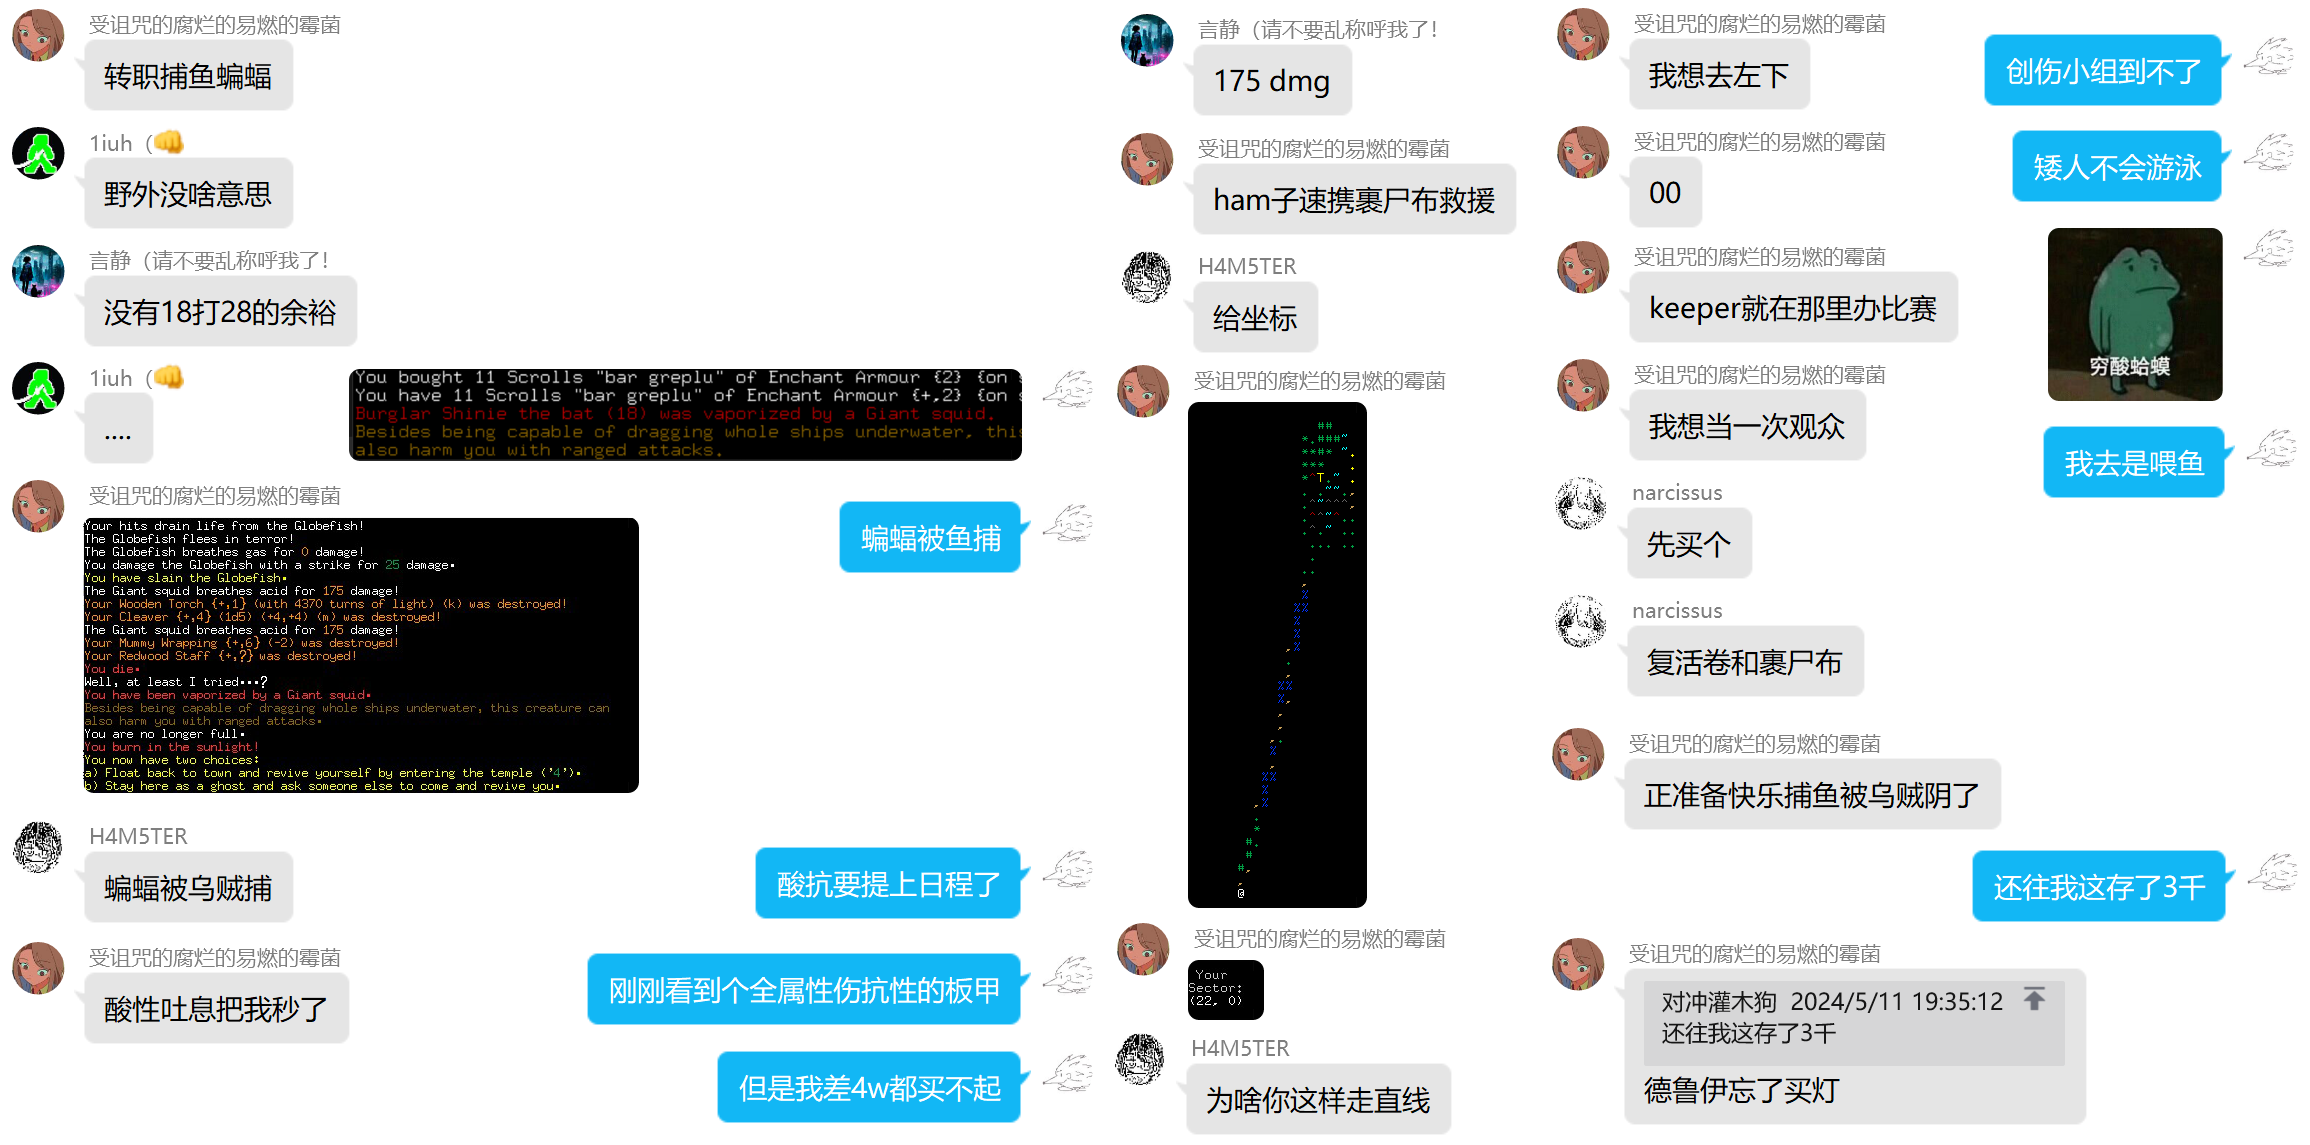 受诅咒的腐烂的易燃的霉菌
转职捕鱼蝙蝠
1iuh（👊
野外没啥意思
言静（请不要乱称呼我了！
没有18打28的余裕
1iuh（👊
....
You bought 11 Scrolls "bar greplu" of Enchant Armour {2} {on s
You have 11 Scrolls "bar greplu" of Enchant Armour {+,2} {on s
Burglar Shinie the bat (18) was vaporized by a Giant squid.
Besides being capable of dragging whole ships underwater, this
also harm you with ranged attacks.
蝙蝠被鱼捕
受诅咒的腐烂的易燃的霉菌
Your hits drain life from the Globefish!
The Globefish flees in terror!
The Globefish breathes gas for 0 damage!
You damage the Globefish with a strike for 25 damage.
You have slain the Globefish.
The Giant squid breathes acid for 175 damage!
Your Wooden Torch {+,1} (with 4370 turns of light) (k) was destroyed!
Your Cleaver {+,4} (1d5) (+4,+4) (m) was destroyed!
The Giant squid breathes acid for 175 damage!
Your Mummy Wrapping {+,6} (-2) was destroyed!
Your Redwood Staff {+,?} was destroyed!
You die.
Well, at least I tried...?
You have been vaporized by a Giant squid.
Besides being capable of dragging whole ships underwater, this creature can
also harm you with ranged attacks.
You are no longer full.
You burn in the sunlight!
You now have two choices:
a) Float back to town and revive yourself by entering the temple ('4').
b) Stay here as a ghost and ask someone else to come and revive you.
H4M5TER
蝙蝠被乌贼捕
酸抗要提上日程了
受诅咒的腐烂的易燃的霉菌
酸性吐息把我秒了
刚刚看到个全属性伤抗性的板甲
但是我差4w都买不起
言静（请不要乱称呼我了！
175 dmg
受诅咒的腐烂的易燃的霉菌
ham子速携裹尸布救援
H4M5TER
给坐标
受诅咒的腐烂的易燃的霉菌
受诅咒的腐烂的易燃的霉菌
Your
Sector:
(22, 0)
H4M5TER
为啥你这样走直线
受诅咒的腐烂的易燃的霉菌
我想去左下
创伤小组到不了
受诅咒的腐烂的易燃的霉菌
00
矮人不会游泳
受诅咒的腐烂的易燃的霉菌
keeper就在那里办比赛
穷酸蛤蟆
受诅咒的腐烂的易燃的霉菌
我想当一次观众
我去是喂鱼
narcissus
先买个
narcissus
复活卷和裹尸布
受诅咒的腐烂的易燃的霉菌
正准备快乐捕鱼被乌贼阴了
还往我这存了3千
受诅咒的腐烂的易燃的霉菌
对冲灌木狗 2024/5/11 19:35:12
还往我这存了3千
德鲁伊忘了买灯